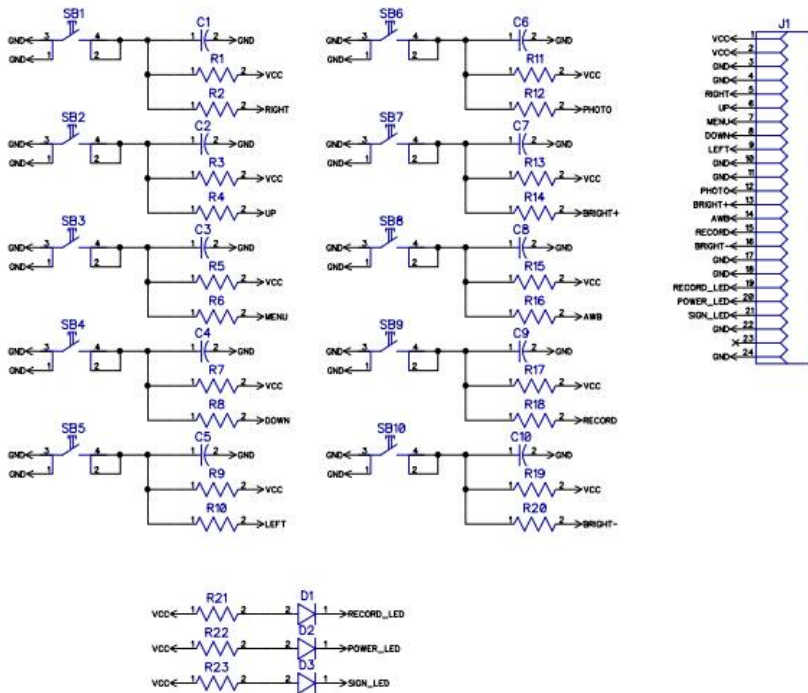 SB1 C1 SB6 C6 J1
GND 3 4 1 2 GND GND 3 4 1 2 GND
GND 1 2 GND 1 2
R1 R11
1 2 VCC 1 2 VCC
R2 R12
1 2 RIGHT 1 2 PHOTO
SB2 C2 SB7 C7
GND 3 4 1 2 GND GND 3 4 1 2 GND
GND 1 2 GND 1 2
R3 R13
1 2 VCC 1 2 VCC
R4 R14
1 2 UP 1 2 BRIGHT+
SB3 C3 SB8 C8
GND 3 4 1 2 GND GND 3 4 1 2 GND
GND 1 2 GND 1 2
R5 R15
1 2 VCC 1 2 VCC
R6 R16
1 2 MENU 1 2 AWB
SB4 C4 SB9 C9
GND 3 4 1 2 GND GND 3 4 1 2 GND
GND 1 2 GND 1 2
R7 R17
1 2 VCC 1 2 VCC
R8 R18
1 2 DOWN 1 2 RECORD
SB5 C5 SB10 C10
GND 3 4 1 2 GND GND 3 4 1 2 GND
GND 1 2 GND 1 2
R9 R19
1 2 VCC 1 2 VCC
R10 R20
1 2 LEFT 1 2 BRIGHT-
VCC 1
VCC 2
GND 3
GND 4
RIGHT 5
UP 6
MENU 7
DOWN 8
LEFT 9
GND 10
GND 11
PHOTO 12
BRIGHT+ 13
AWB 14
RECORD 15
BRIGHT- 16
GND 17
GND 18
RECORD_LED 19
POWER_LED 20
SIGN_LED 21
GND 22
23
GND 24
R21 D1
VCC 1 2 2 1 RECORD_LED
R22 D2
VCC 1 2 2 1 POWER_LED
R23 D3
VCC 1 2 2 1 SIGN_LED